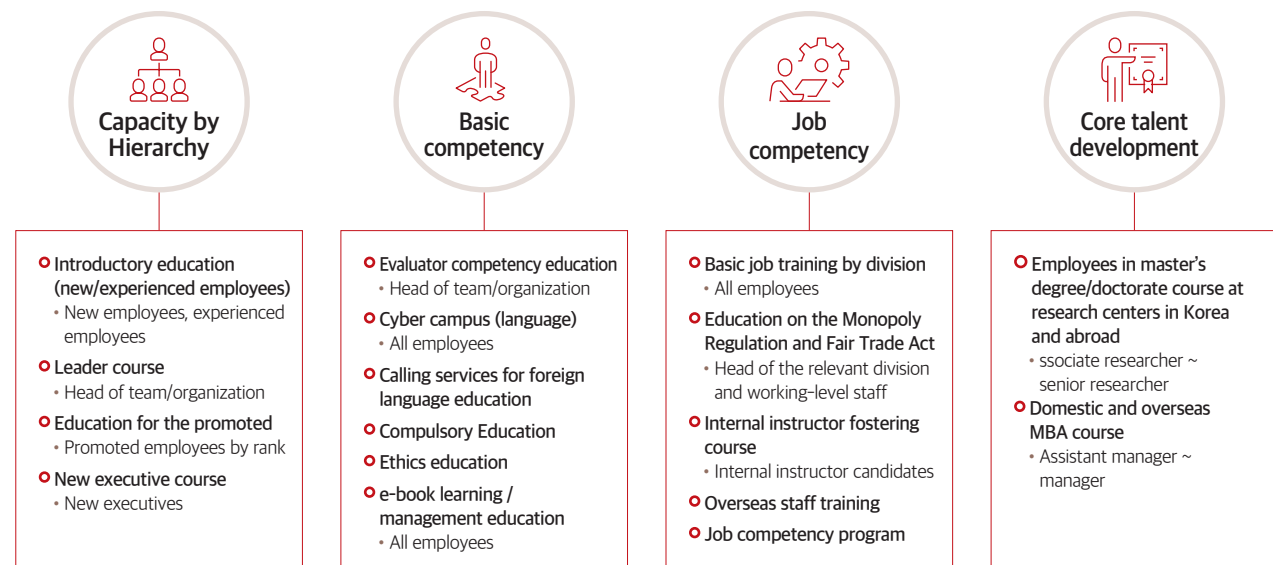 Capacity by
Hierarchy
Introductory education
(new/experienced employees)
• New employees, experienced
employees
Leader course
• Head of team/organization
Education for the promoted
• Promoted employees by rank
New executive course
• New executives
Basic
competency
Evaluator competency education
• Head of team/organization
Cyber campus (language)
• All employees
Calling services for foreign
language education
Compulsory Education
Ethics education
e-book learning /
management education
• All employees
Job
competency
Basic job training by division
• All employees
Education on the Monopoly
Regulation and Fair Trade Act
• Head of the relevant division
and working-level staff
Internal instructor fostering
course
• Internal instructor candidates
Overseas staff training
Job competency program
Core talent
development
Employees in master's
degree/doctorate course at
research centers in Korea
and abroad
• ssociate researcher ~
senior researcher
Domestic and overseas
MBA course
• Assistant manager ~
manager